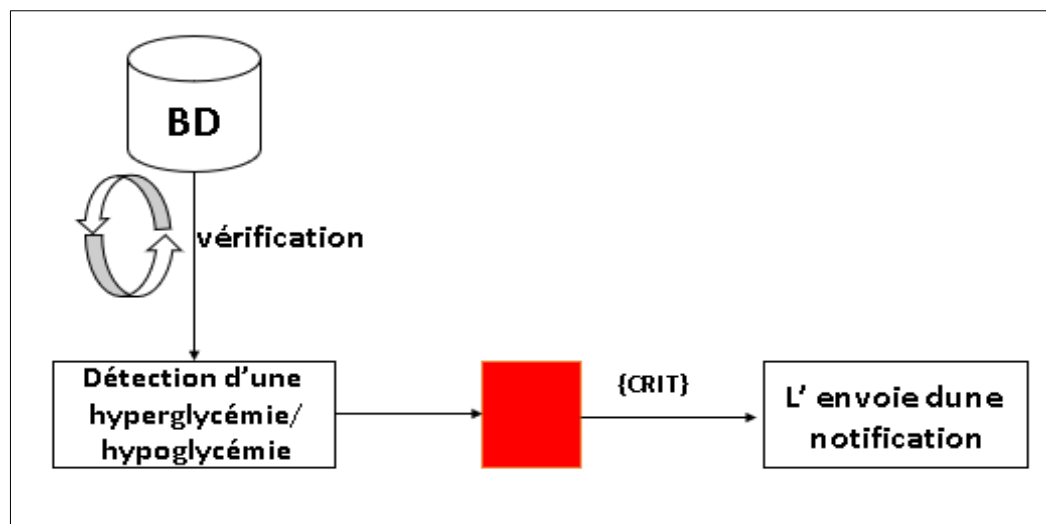 BD
vérification
Détection d'une
hyperglycémie/
hypoglycémie
{CRIT}
L' envoie dune
notification